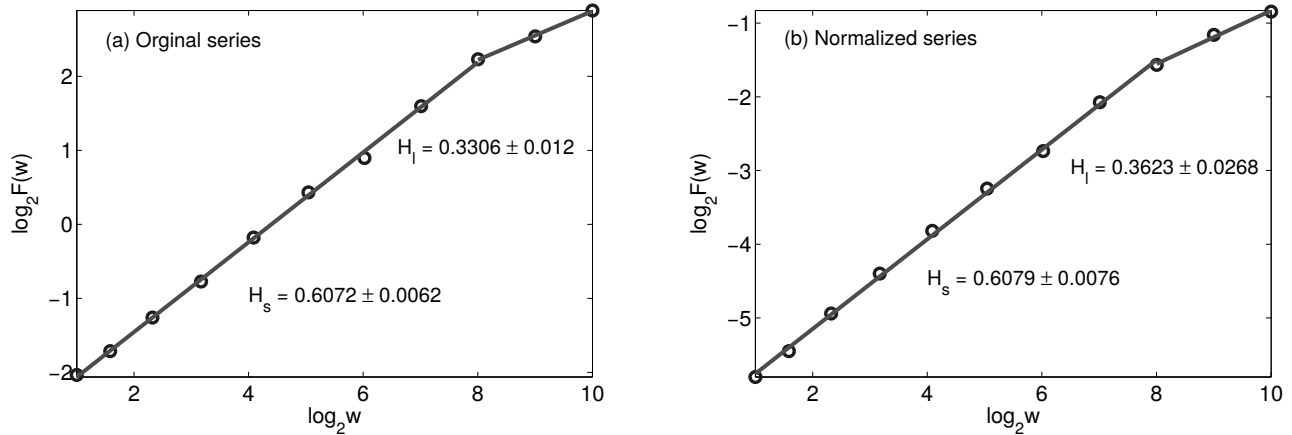 (a) Orginal series
2
1
0
−1
−2
log₂F(w)
H_l = 0.3306 ± 0.012
H_s = 0.6072 ± 0.0062
2 4 6 8 10
log₂w
(b) Normalized series
−1
−2
−3
−4
−5
log₂F(w)
H_l = 0.3623 ± 0.0268
H_s = 0.6079 ± 0.0076
2 4 6 8 10
log₂w